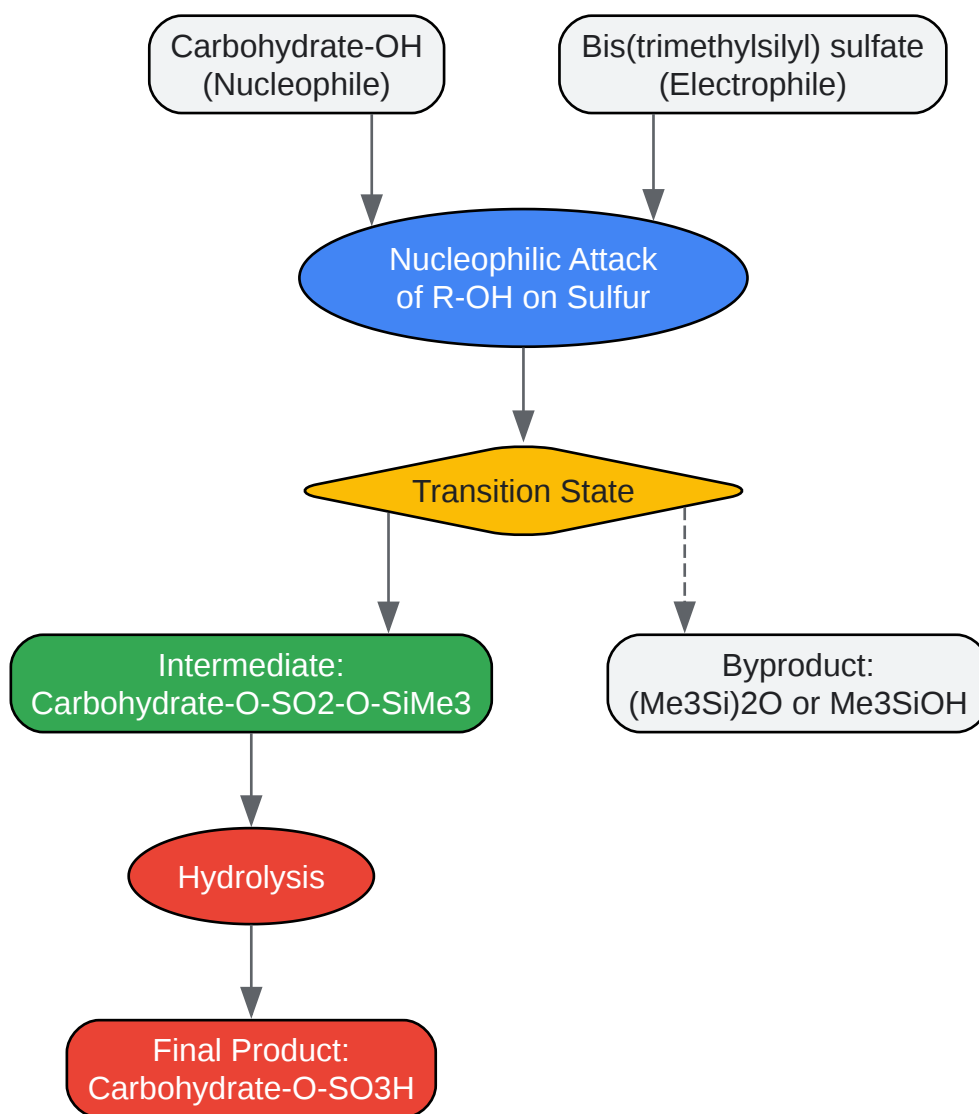 Carbohydrate-OH
(Nucleophile)
Bis(trimethylsilyl) sulfate
(Electrophile)
Nucleophilic Attack
of R-OH on Sulfur
Transition State
Intermediate:
Carbohydrate-O-SO2-O-SiMe3
Byproduct:
(Me3Si)2O or Me3SiOH
Hydrolysis
Final Product:
Carbohydrate-O-SO3H